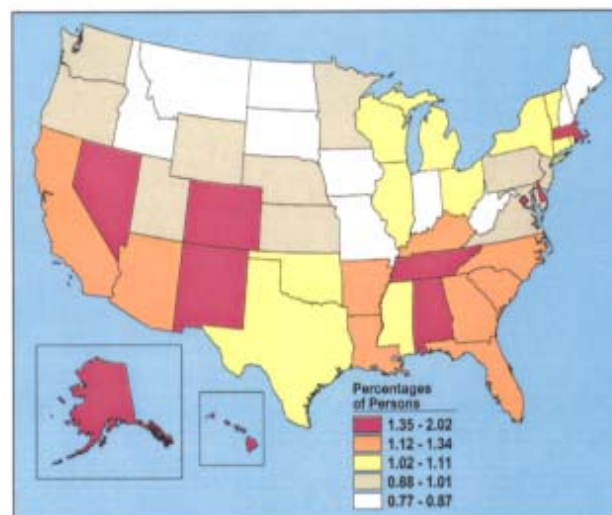 Percentages
of Persons
1.35 - 2.02
1.12 - 1.34
1.02 - 1.11
0.88 - 1.01
0.77 - 0.87